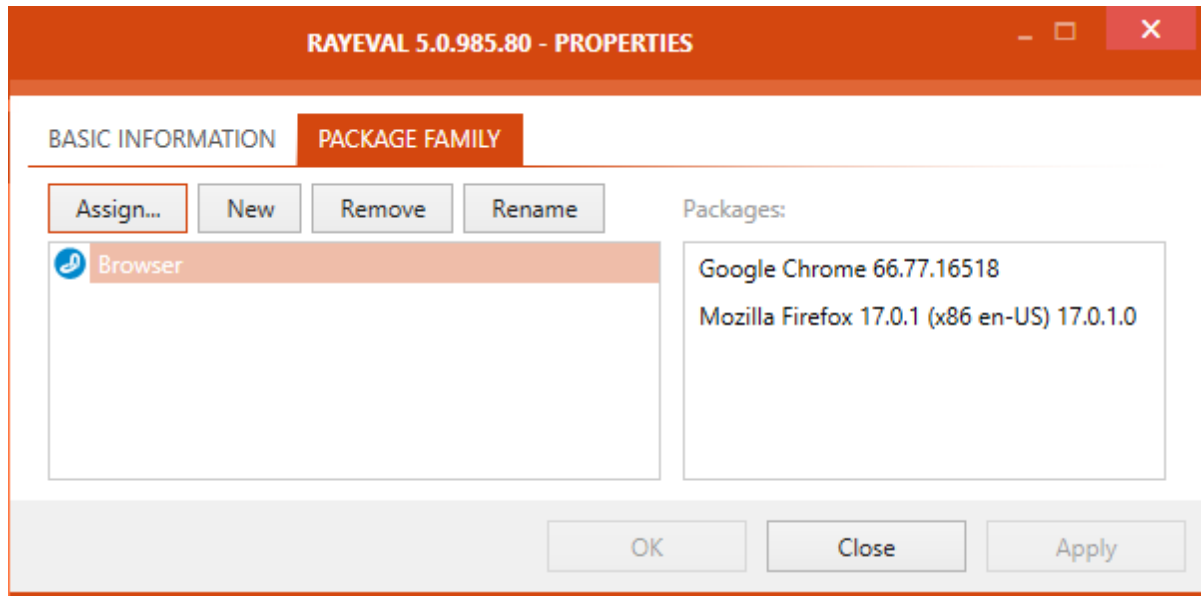 RAYEVAL 5.0.985.80 - PROPERTIES
BASIC INFORMATION PACKAGE FAMILY
Assign... New Remove Rename Packages:
Browser
Google Chrome 66.77.16518
Mozilla Firefox 17.0.1 (x86 en-US) 17.0.1.0
OK Close Apply